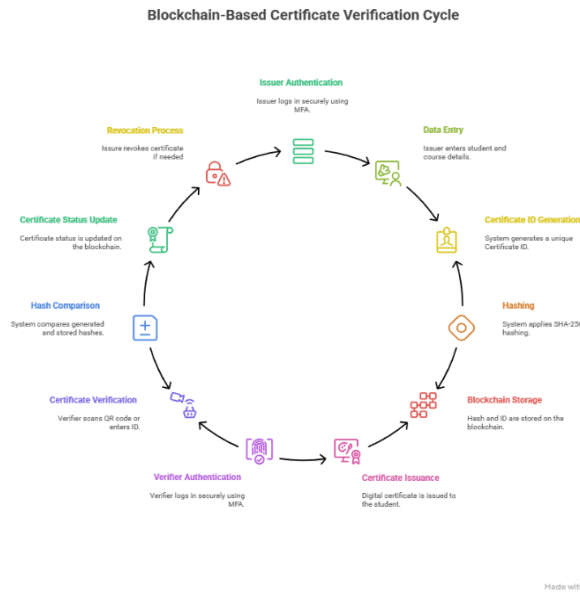 Blockchain-Based Certificate Verification Cycle
Issuer Authentication
Issuer logs in securely using
MFA.
Data Entry
Issuer enters student and
course details.
Certificate ID Generation
System generates a unique
Certificate ID.
Hashing
System applies SHA-256
hashing.
Blockchain Storage
Hash and ID are stored on the
blockchain.
Certificate Issuance
Digital certificate is issued to
the student.
Verifier Authentication
Verifier logs in securely using
MFA.
Certificate Verification
Verifier scans QR code or
enters ID.
Hash Comparison
System compares generated
and stored hashes.
Certificate Status Update
Certificate status is updated on
the blockchain.
Revocation Process
Issure revokes certificate
if needed
Made with